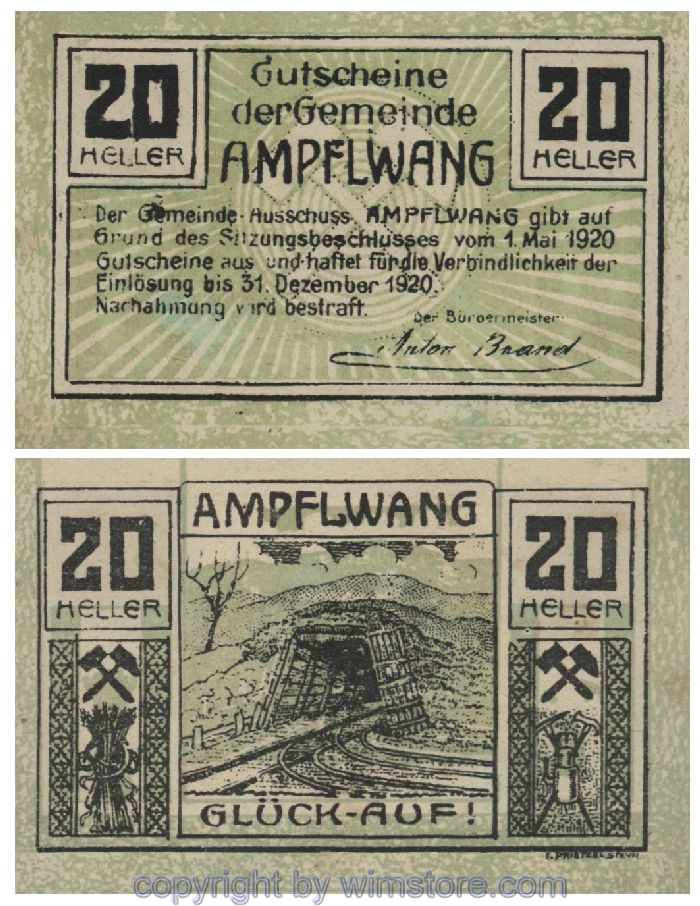 20
HELLER
Gutscheine
der Gemeinde
AMPFLWANG
20
HELLER
Der Gemeinde-Ausschuss AMPFLWANG gibt auf
Grund des Sitzungsbeschlusses vom 1. Mai 1920
Gutscheine aus und haftet für die Verbindlichkeit der
Einlösung bis 31. Dezember 1920.
Nachahmung wird bestraft.
Der Bürgermeister:
Anton Brand
20
HELLER
AMPFLWANG
20
HELLER
GLÜCK-AUF!
F. PRIETZEL, STEYR
copyright by wimstore.com